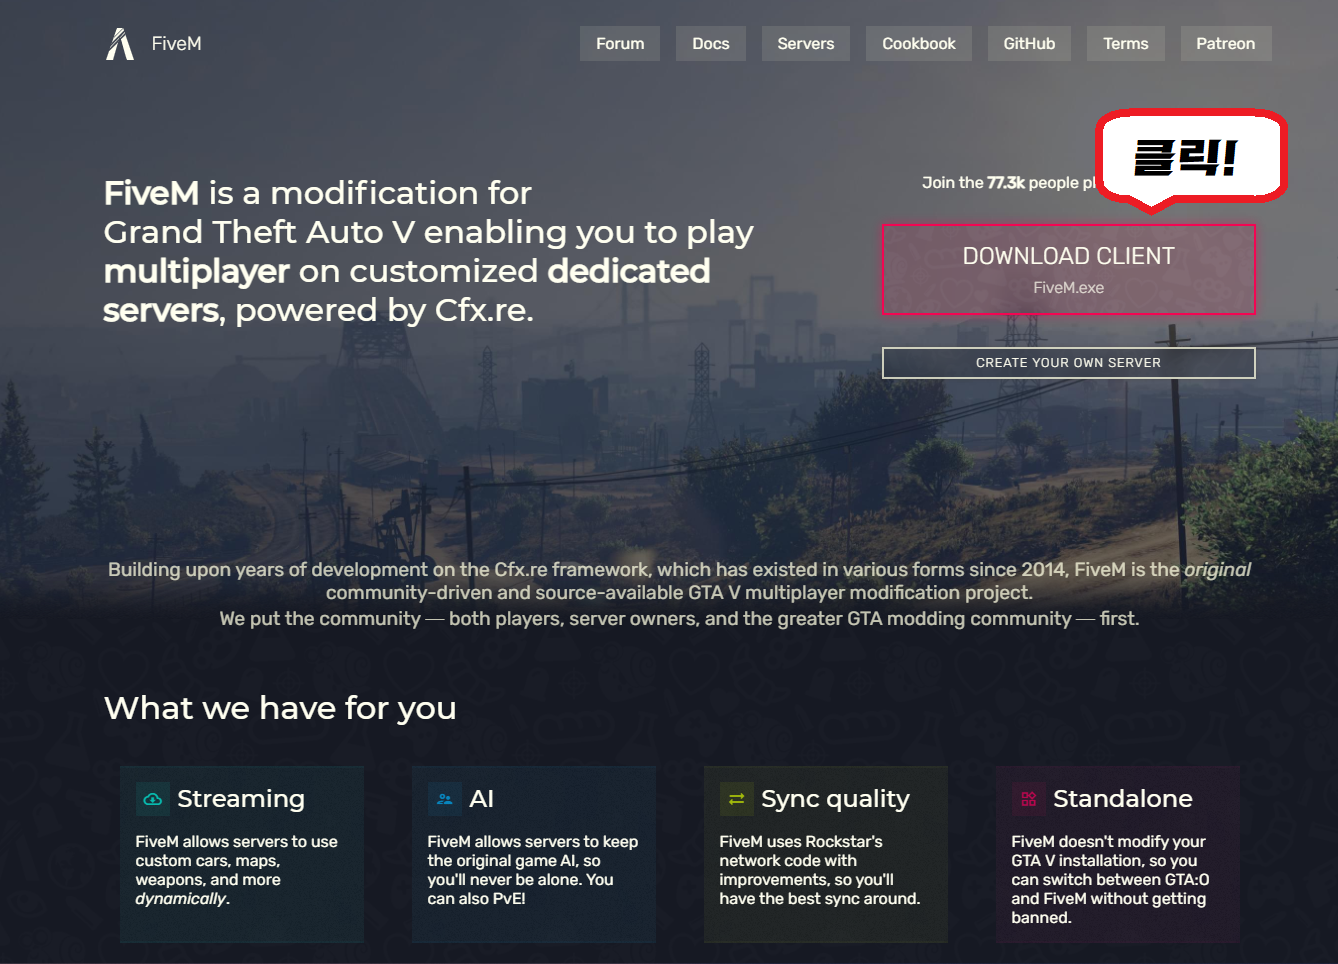 FiveM
Forum
Docs
Servers
Cookbook
GitHub
Terms
Patreon
클릭!
FiveM is a modification for
Grand Theft Auto V enabling you to play
multiplayer on customized dedicated
servers, powered by Cfx.re.
Join the 77.3k people
DOWNLOAD CLIENT
FiveM.exe
CREATE YOUR OWN SERVER
Building upon years of development on the Cfx.re framework, which has existed in various forms since 2014, FiveM is the original
community-driven and source-available GTA V multiplayer modification project.
We put the community — both players, server owners, and the greater GTA modding community — first.
What we have for you
Streaming
FiveM allows servers to use
custom cars, maps,
weapons, and more
dynamically.
AI
FiveM allows servers to keep
the original game AI, so
you'll never be alone. You
can also PvE!
Sync quality
FiveM uses Rockstar's
network code with
improvements, so you'll
have the best sync around.
Standalone
FiveM doesn't modify your
GTA V installation, so you
can switch between GTA:O
and FiveM without getting
banned.